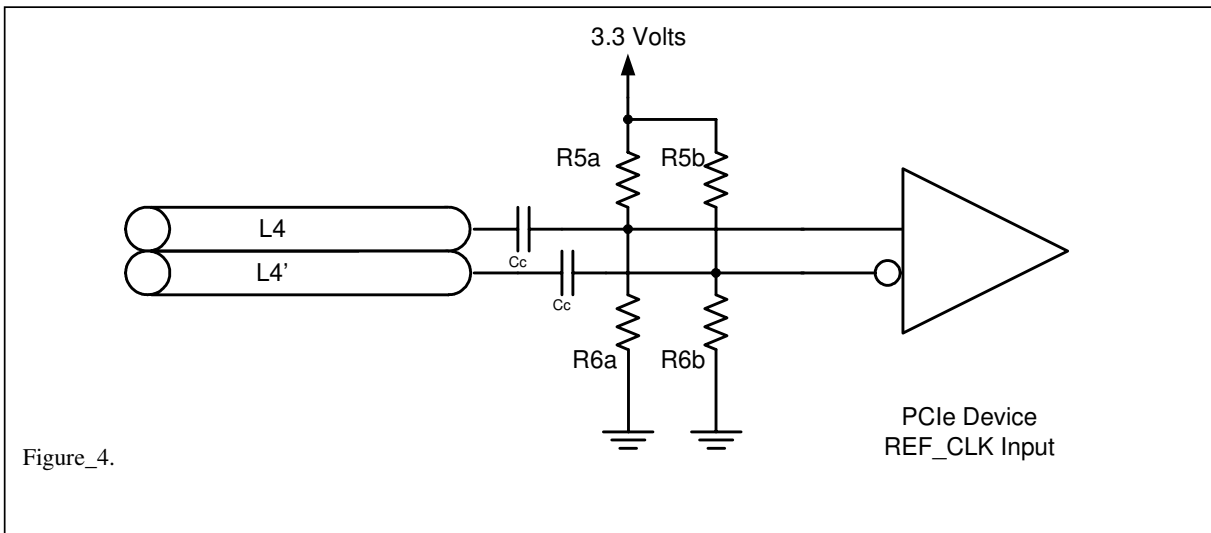 3.3 Volts
R5a
R5b
L4
Cc
L4’
Cc
R6a
R6b
PCIe Device
REF_CLK Input
Figure_4.